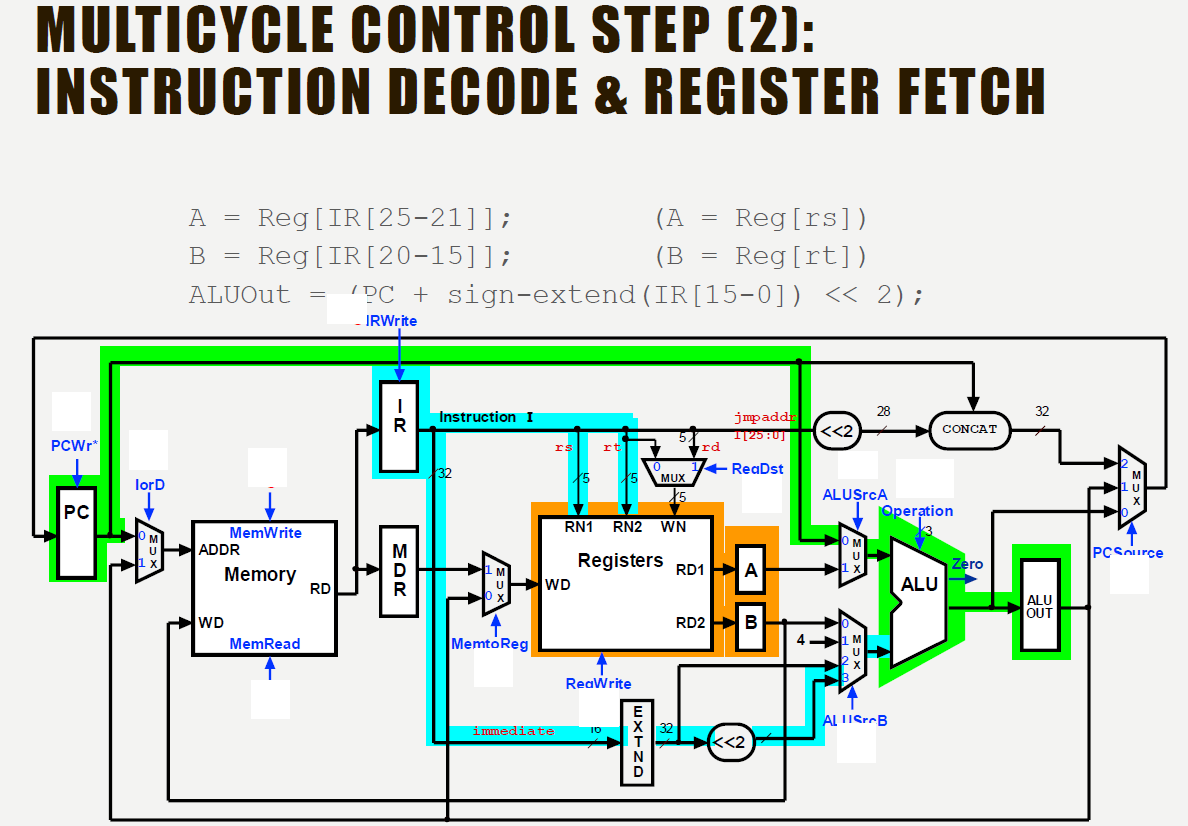 MULTICYCLE CONTROL STEP (2):
INSTRUCTION DECODE & REGISTER FETCH
A = Reg[IR[25-21]]; (A = Reg[rs])
B = Reg[IR[20-15]]; (B = Reg[rt])
ALUOut = (PC + sign-extend(IR[15-0]) << 2);
IRWrite
I
R
Instruction I
32
rs
rt
rd
5
5
5
5
0
1
MUX
RegDst
jmpaddr
I[25:0]
<<2
28
CONCAT
32
2
1
0
M
U
X
PCSource
PCWr*
PC
IorD
0
1
M
U
X
MemWrite
ADDR
Memory
RD
WD
MemRead
M
D
R
1
0
M
U
X
MemtoReg
RN1 RN2 WN
Registers
WD
RD1
RD2
RegWrite
A
B
ALUSrcA
0
1
M
U
X
Operation
3
ALU
Zero
ALU
OUT
4
0
1
2
3
M
U
X
ALUSrcB
immediate
16
E
X
T
N
D
32
<<2